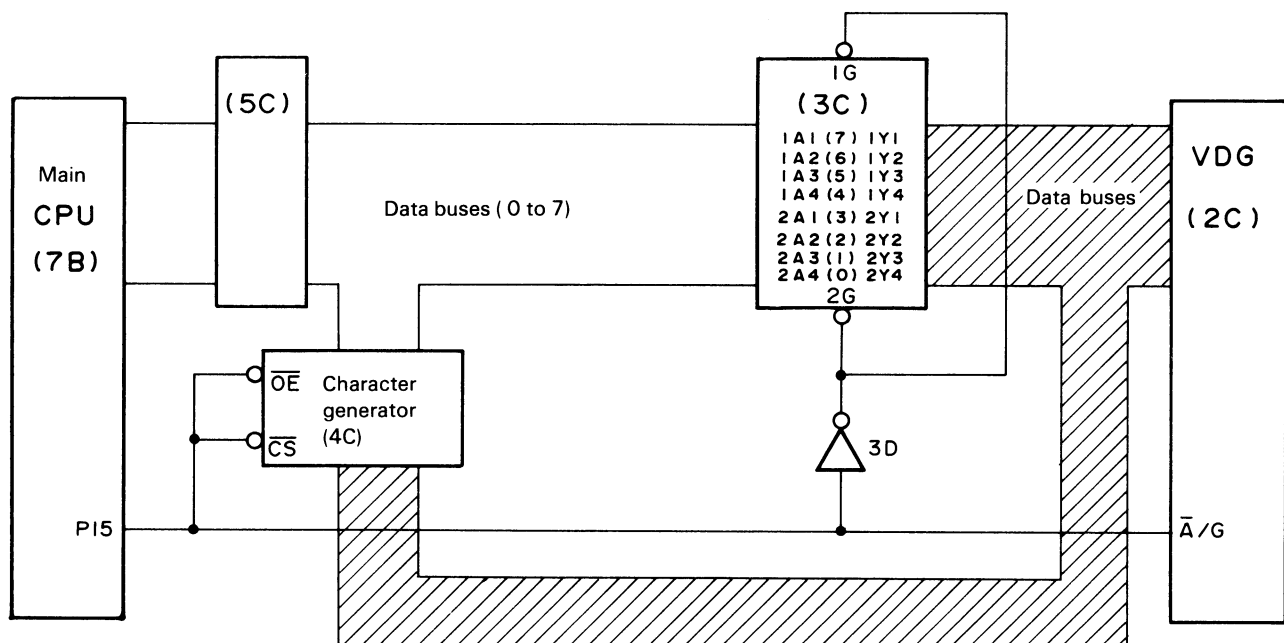 Main
CPU
(7B)
P15
(5C)
Data buses (0 to 7)
O̅E̅ Character
generator
C̅S̅ (4C)
1G
(3C)
1A1 (7) 1Y1
1A2 (6) 1Y2
1A3 (5) 1Y3
1A4 (4) 1Y4
2A1 (3) 2Y1
2A2 (2) 2Y2
2A3 (1) 2Y3
2A4 (0) 2Y4
2G
3D
Data buses
VDG
(2C)
A̅/G